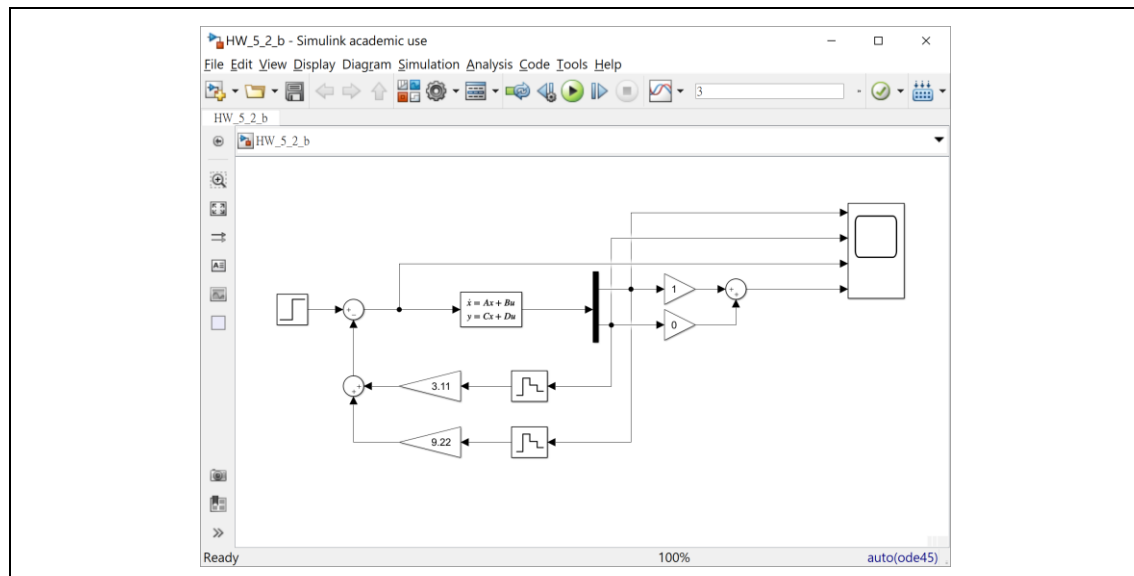 HW_5_2_b - Simulink academic use
File Edit View Display Diagram Simulation Analysis Code Tools Help
3
HW_5_2_b
HW_5_2_b
ẋ = Ax + Bu
y = Cx + Du
1
0
3.11
9.22
Ready 100% auto(ode45)